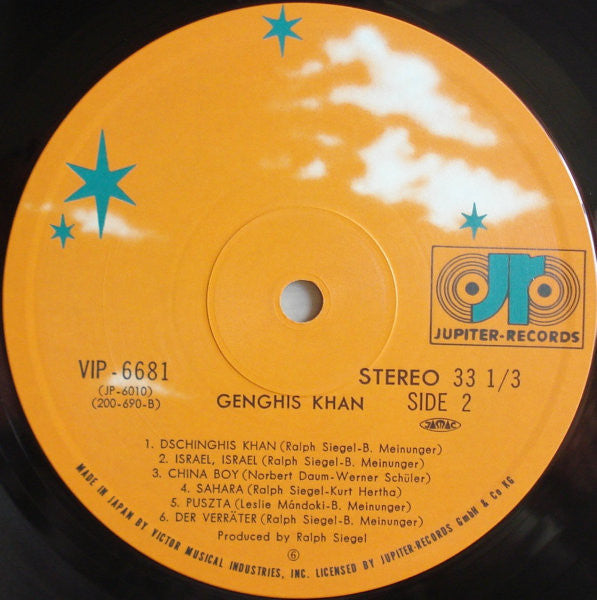 JR
JUPITER-RECORDS
VIP-6681
(JP-6010)
(200-690-B)
STEREO 33 1/3
GENGHIS KHAN
SIDE 2
JASRAC
1. DSCHINGHIS KHAN (Ralph Siegel-B. Meinunger)
2. ISRAEL, ISRAEL (Ralph Siegel-B. Meinunger)
3. CHINA BOY (Norbert Daum-Werner Schüler)
4. SAHARA (Ralph Siegel-Kurt Hertha)
5. PUSZTA (Leslie Mándoki-B. Meinunger)
6. DER VERRÄTER (Ralph Siegel-B. Meinunger)
Produced by Ralph Siegel
⑥
MADE IN JAPAN BY VICTOR MUSICAL INDUSTRIES, INC. LICENSED BY JUPITER-RECORDS GmbH & Co KG